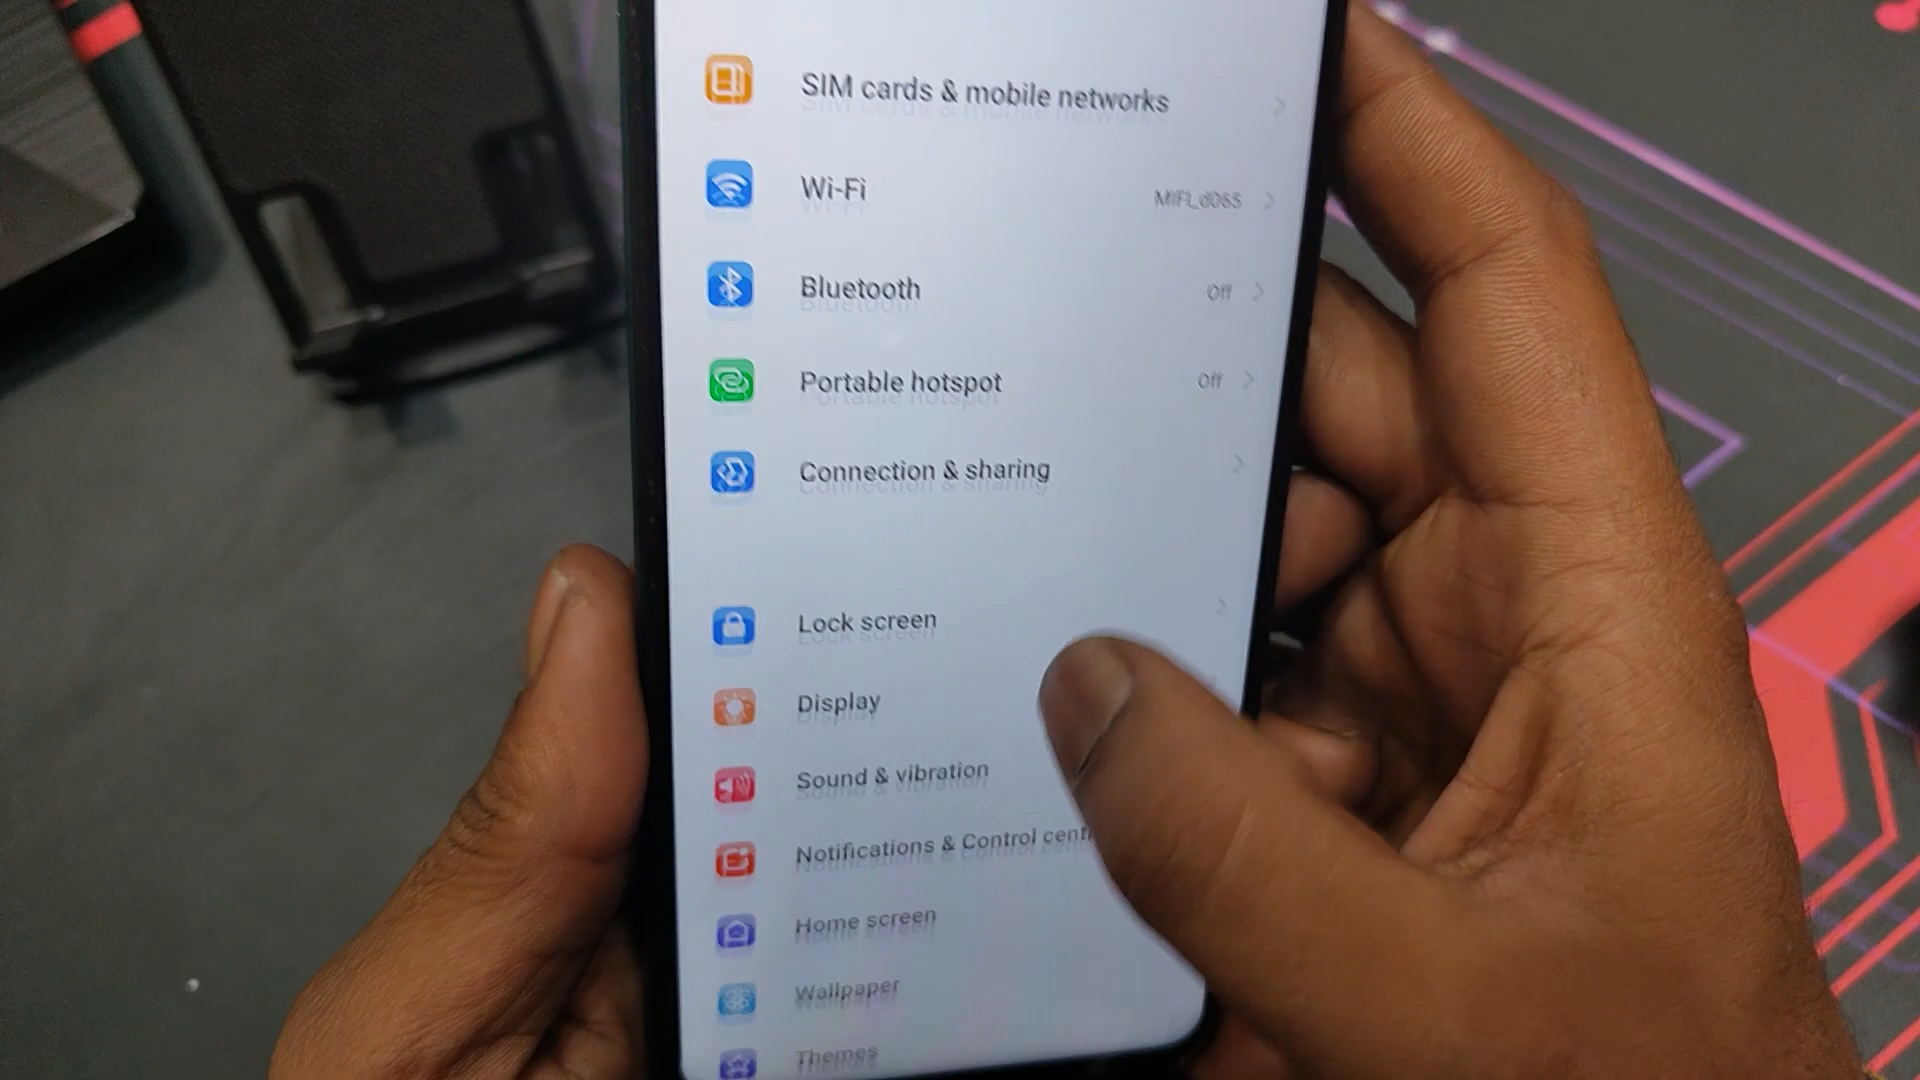 SIM cards & mobile networks
Wi-Fi
MIFI_d065
Bluetooth
Off
Portable hotspot
Off
Connection & sharing
Lock screen
Display
Sound & vibration
Notifications & Control cent
Home screen
Wallpaper
Themes